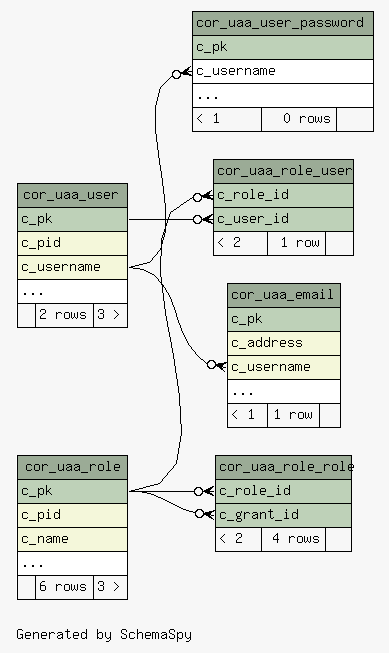 cor_uaa_user_password
c_pk
c_username
...
< 1 0 rows
cor_uaa_role_user
c_role_id
c_user_id
< 2 1 row
cor_uaa_user
c_pk
c_pid
c_username
...
2 rows 3 >
cor_uaa_email
c_pk
c_address
c_username
...
< 1 1 row
cor_uaa_role
c_pk
c_pid
c_name
...
6 rows 3 >
cor_uaa_role_role
c_role_id
c_grant_id
< 2 4 rows
Generated by SchemaSpy